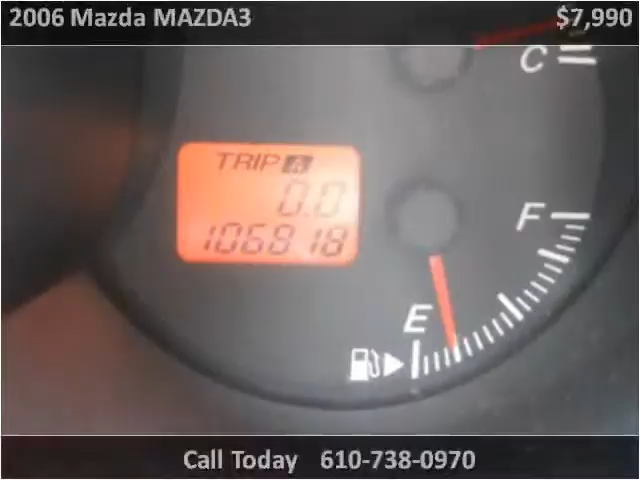 2006 Mazda MAZDA3 $7,990
C
TRIP A
0.0
106818
F
E
Call Today 610-738-0970